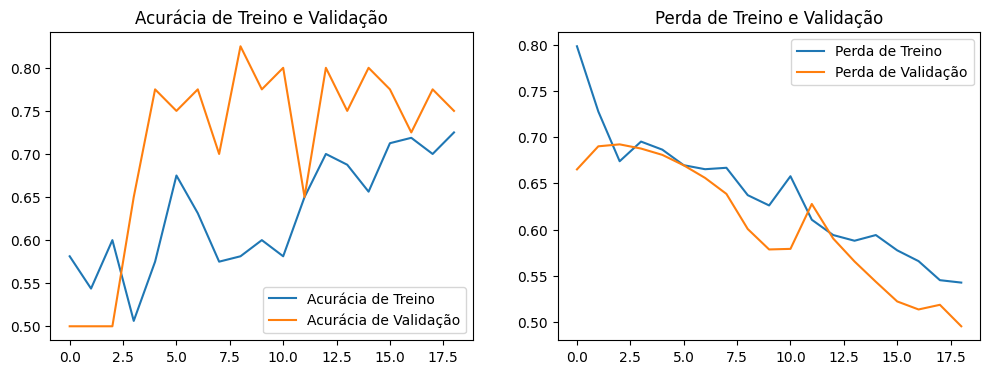 Acurácia de Treino e Validação
0.80
0.75
0.70
0.65
0.60
0.55
0.50
Acurácia de Treino
Acurácia de Validação
0.0 2.5 5.0 7.5 10.0 12.5 15.0 17.5
Perda de Treino e Validação
0.80
0.75
0.70
0.65
0.60
0.55
0.50
Perda de Treino
Perda de Validação
0.0 2.5 5.0 7.5 10.0 12.5 15.0 17.5